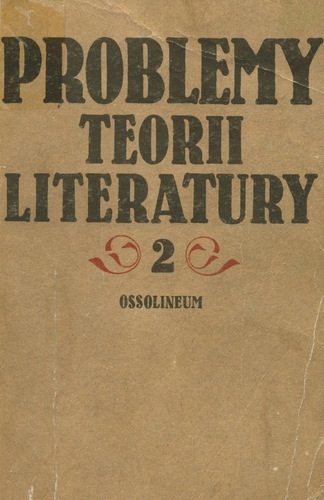 PROBLEMY
TEORII
LITERATURY
2
OSSOLINEUM